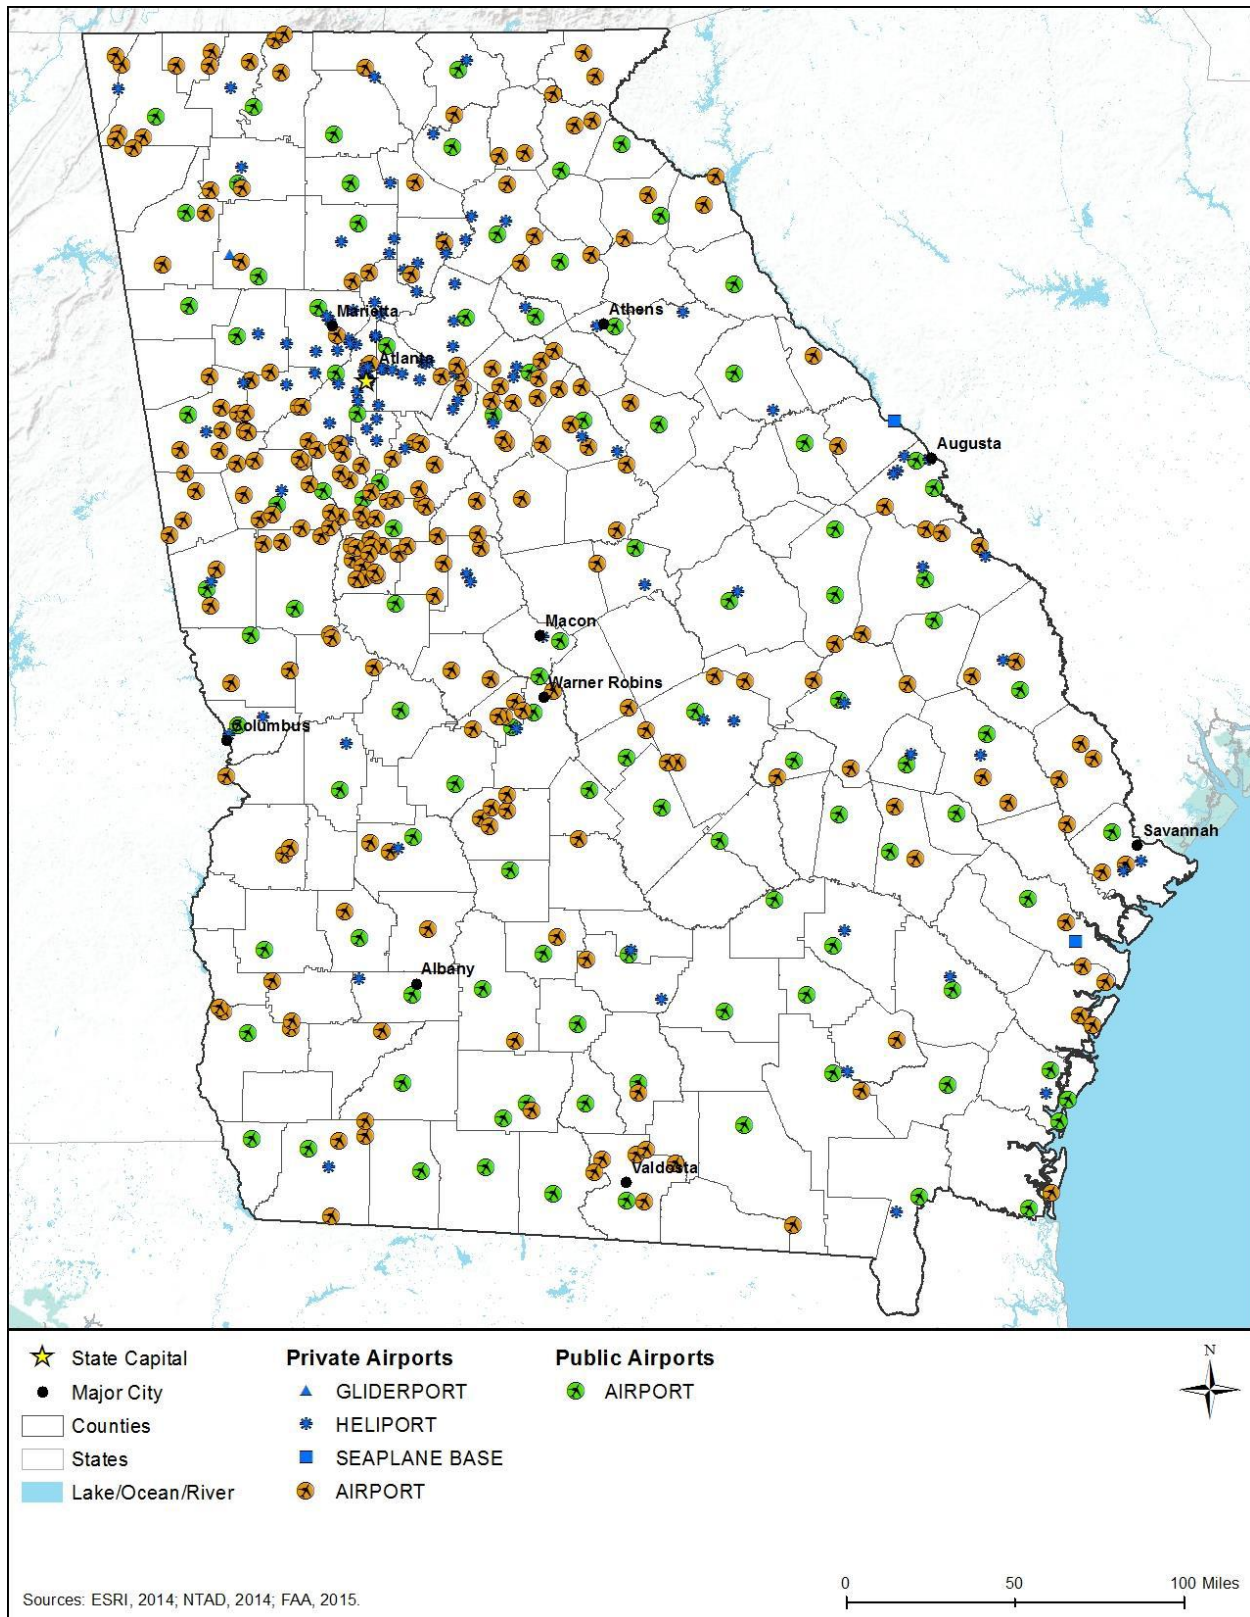 Marietta
Athens
Atlanta
Augusta
Macon
Warner Robins
Columbus
Savannah
Albany
Valdosta
State Capital
Major City
Counties
States
Lake/Ocean/River
Private Airports
GLIDERPORT
HELIPORT
SEAPLANE BASE
AIRPORT
Public Airports
AIRPORT
N
0 50 100 Miles
Sources: ESRI, 2014; NTAD, 2014; FAA, 2015.